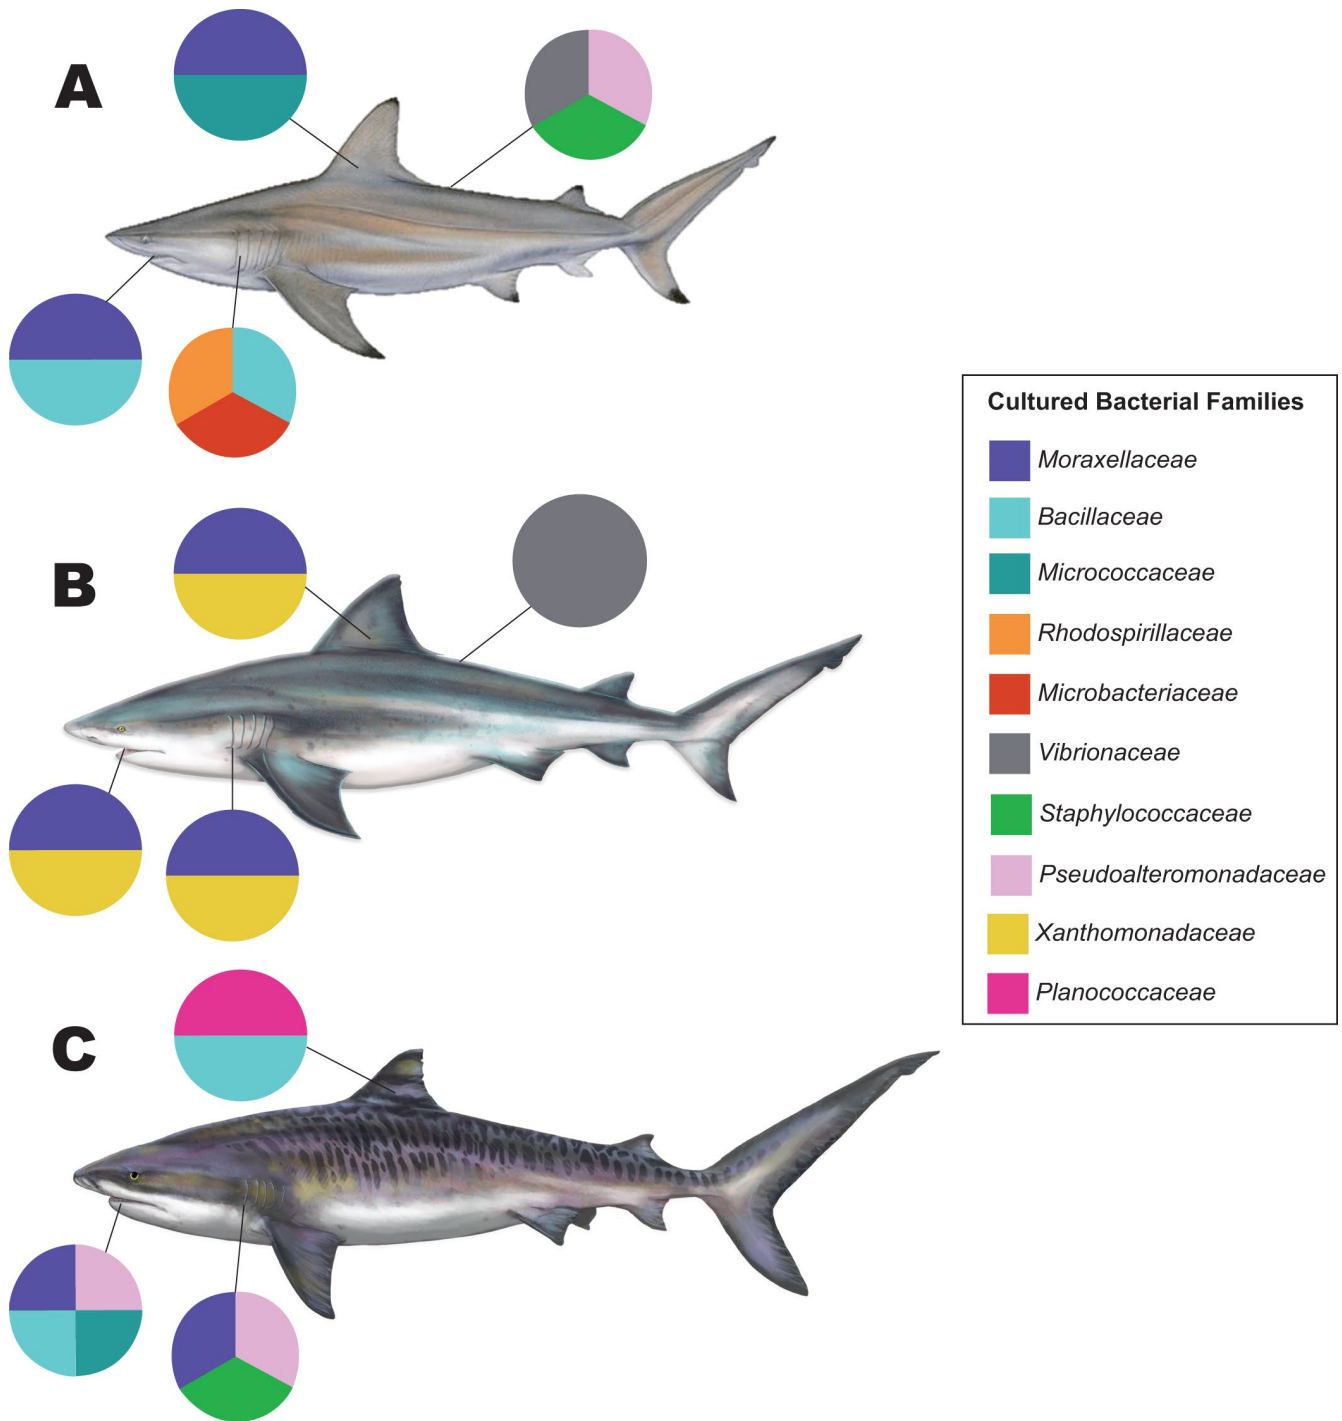 A
B
C
Cultured Bacterial Families
Moraxellaceae
Bacillaceae
Micrococcaceae
Rhodospirillaceae
Microbacteriaceae
Vibrionaceae
Staphylococcaceae
Pseudoalteromonadaceae
Xanthomonadaceae
Planococcaceae